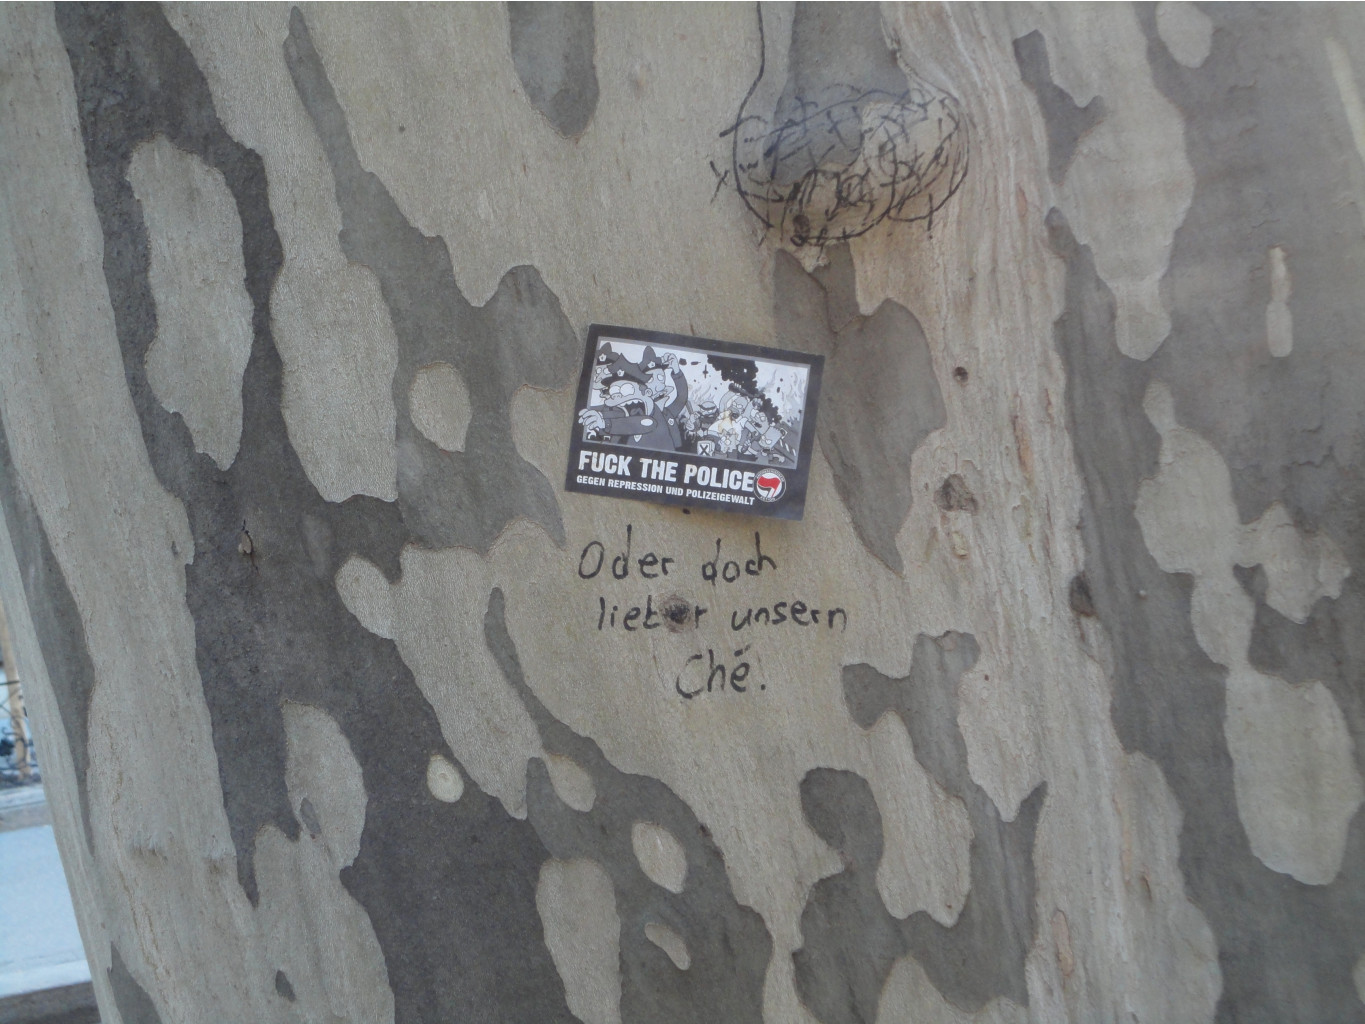 FUCK THE POLICE
GEGEN REPRESSION UND POLIZEIGEWALT
Oder doch
lieber unsern
Ché.